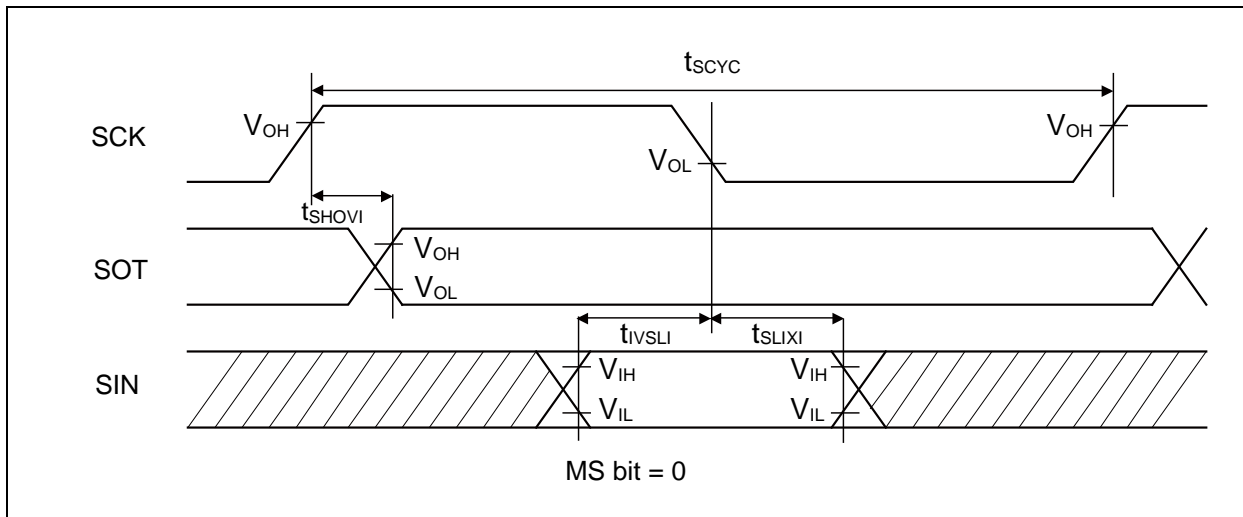 tSCYC
SCK
VOH
VOL
VOH
tSHOVI
SOT
VOH
VOL
tIVSLI
tSLIXI
SIN
VIH
VIL
VIH
VIL
MS bit = 0